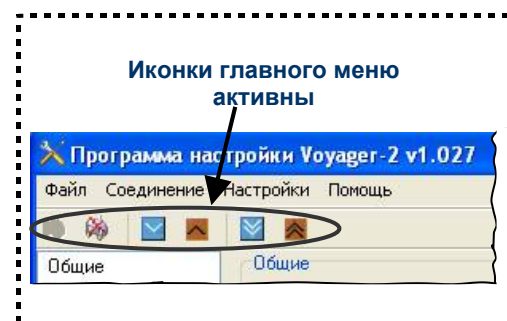 Иконки главного меню
активны
Программа настройки Voyager-2 v1.027
Файл Соединение Настройки Помощь
Общие
Общие